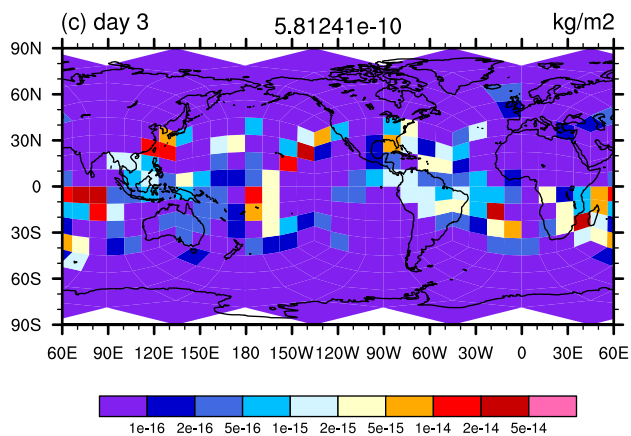 (c) day 3 5.81241e-10 kg/m2
90N
60N
30N
0
30S
60S
90S
60E 90E 120E 150E 180 150W 120W 90W 60W 30W 0 30E 60E
1e-16 2e-16 5e-16 1e-15 2e-15 5e-15 1e-14 2e-14 5e-14